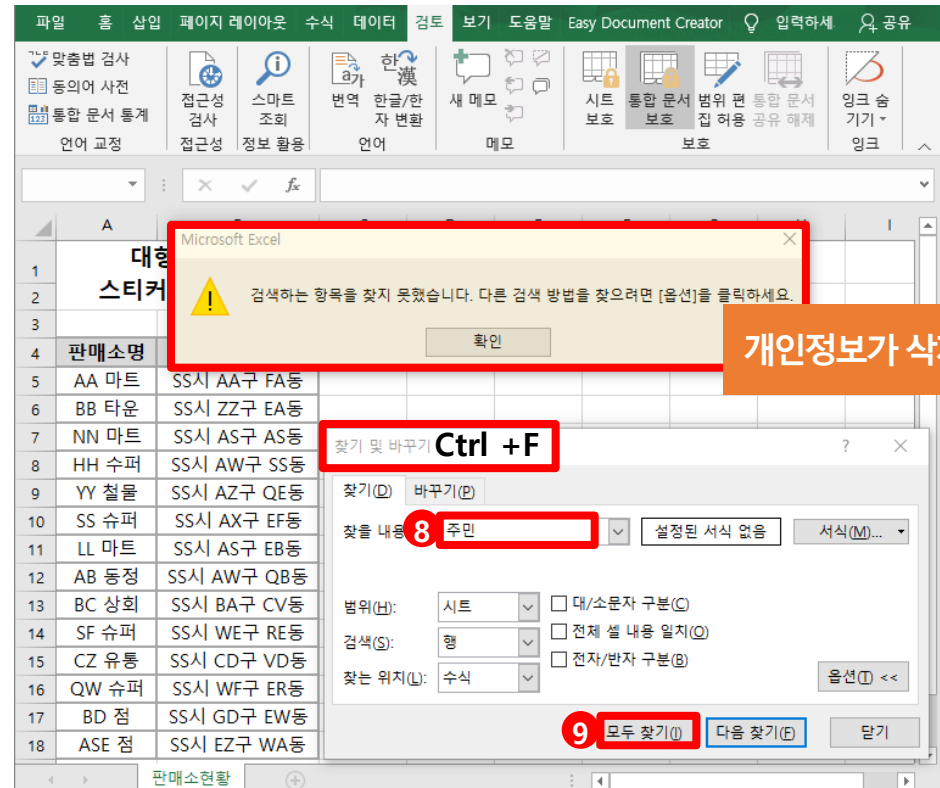 파일 홈 삽입 페이지 레이아웃 수식 데이터 검토 보기 도움말 Easy Document Creator 입력하세 공유
맞춤법 검사
동의어 사전
통합 문서 통계
언어 교정
접근성 검사
접근성
스마트 조회
정보 활용
번역
한글/한자 변환
언어
새 메모
메모
시트 보호
통합 문서 보호
범위 편집 허용
통합 문서 공유 해제
보호
잉크 숨기기
잉크
fx
A I
1 대형
2 스티커
3
4 판매소명
5 AA 마트 SS시 AA구 FA동
6 BB 타운 SS시 ZZ구 EA동
7 NN 마트 SS시 AS구 AS동
8 HH 수퍼 SS시 AW구 SS동
9 YY 철물 SS시 AZ구 QE동
10 SS 슈퍼 SS시 AX구 EF동
11 LL 마트 SS시 AS구 EB동
12 AB 동정 SS시 AW구 QB동
13 BC 상회 SS시 BA구 CV동
14 SF 슈퍼 SS시 WE구 RE동
15 CZ 유통 SS시 CD구 VD동
16 QW 슈퍼 SS시 WF구 ER동
17 BD 점 SS시 GD구 EW동
18 ASE 점 SS시 EZ구 WA동
판매소현황
Microsoft Excel
검색하는 항목을 찾지 못했습니다. 다른 검색 방법을 찾으려면 [옵션]을 클릭하세요.
확인
개인정보가 삭
찾기 및 바꾸기 Ctrl +F
? ×
찾기(D) 바꾸기(P)
찾을 내용 8 주민 설정된 서식 없음 서식(M)...
범위(H): 시트 대/소문자 구분(C)
검색(S): 행 전체 셀 내용 일치(O)
찾는 위치(L): 수식 전자/반자 구분(B)
옵션(T) <<
9 모두 찾기(I) 다음 찾기(F) 닫기